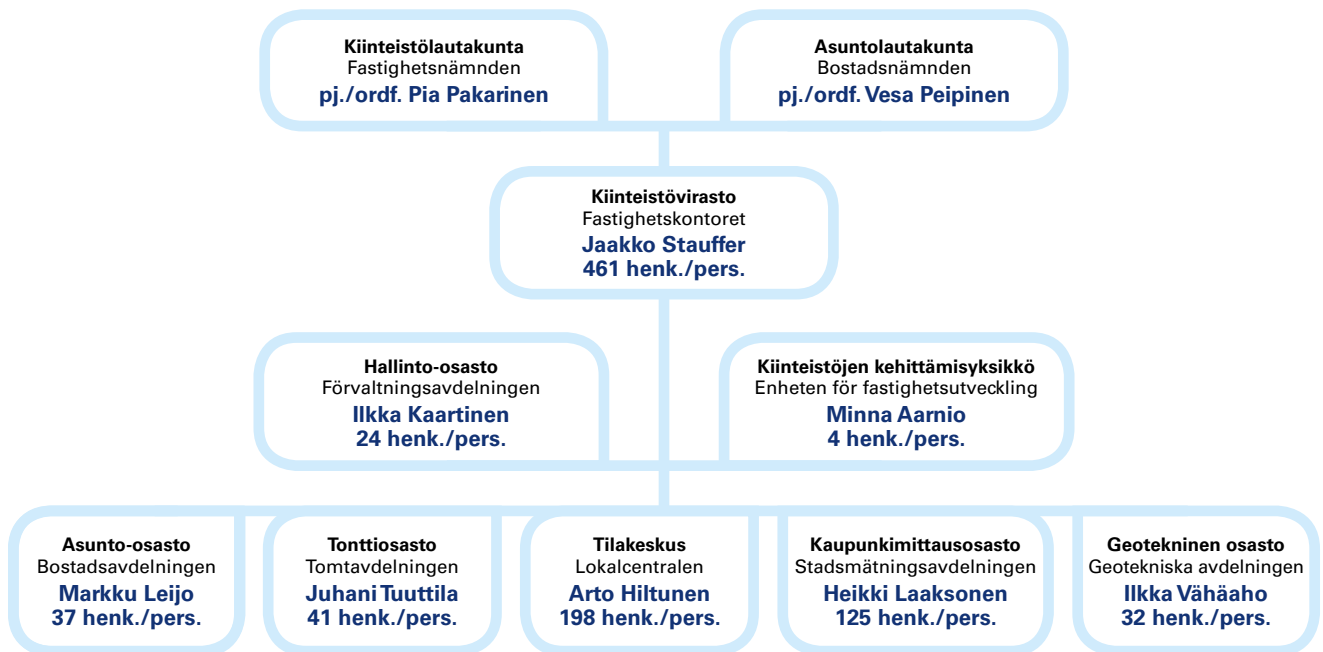 Kiinteistölautakunta
Fastighetsnämnden
pj./ordf. Pia Pakarinen
Asuntolautakunta
Bostadsnämnden
pj./ordf. Vesa Peipinen
Kiinteistövirasto
Fastighetskontoret
Jaakko Stauffer
461 henk./pers.
Hallinto-osasto
Förvaltningsavdelningen
Ilkka Kaartinen
24 henk./pers.
Kiinteistöjen kehittämisyksikkö
Enheten för fastighetsutveckling
Minna Aarnio
4 henk./pers.
Asunto-osasto
Bostadsavdelningen
Markku Leijo
37 henk./pers.
Tonttiosasto
Tomtavdelningen
Juhani Tuuttila
41 henk./pers.
Tilakeskus
Lokalcentralen
Arto Hiltunen
198 henk./pers.
Kaupunkimittausosasto
Stadsmätningsavdelningen
Heikki Laaksonen
125 henk./pers.
Geotekninen osasto
Geotekniska avdelningen
Ilkka Vähäaho
32 henk./pers.